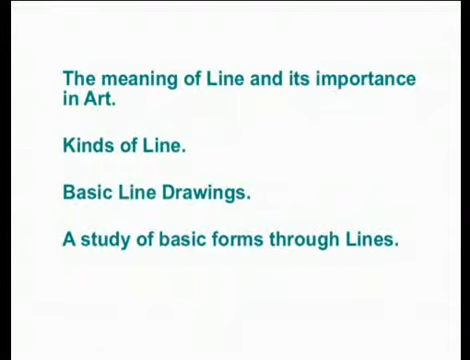 The meaning of Line and its importance
in Art.
Kinds of Line.
Basic Line Drawings.
A study of basic forms through Lines.